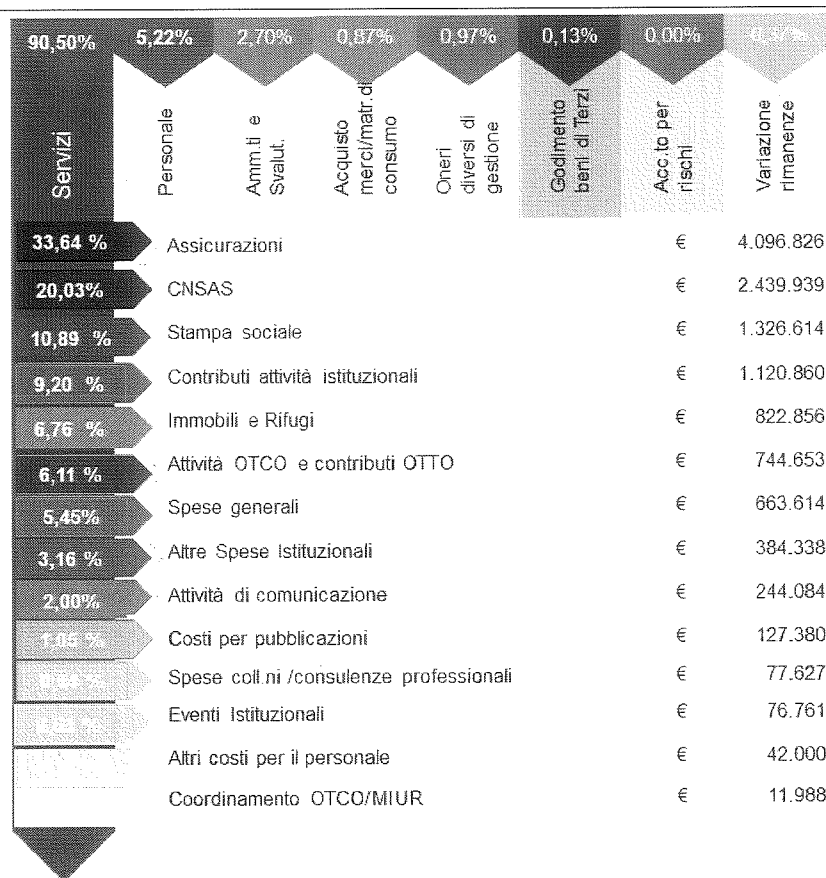 90,50% 5,22% 2,70% 0,87% 0,97% 0,13% 0,00% 0,37%
Servizi
Personale
Amm.ti e
Svalut.
Acquisto
merci/matr.di
consumo
Oneri
diversi di
gestione
Godimento
beni di Terzi
Acc.to per
rischi
Variazione
rimanenze
33,64 % Assicurazioni € 4.096.826
20,03% CNSAS € 2.439.939
10,89 % Stampa sociale € 1.326.614
9,20 % Contributi attività istituzionali € 1.120.860
6,76 % Immobili e Rifugi € 822.856
6,11 % Attività OTCO e contributi OTTO € 744.653
5,45% Spese generali € 663.614
3,16 % Altre Spese Istituzionali € 384.338
2,00% Attività di comunicazione € 244.084
1,05 % Costi per pubblicazioni € 127.380
Spese coll.ni /consulenze professionali € 77.627
Eventi Istituzionali € 76.761
Altri costi per il personale € 42.000
Coordinamento OTCO/MIUR € 11.988